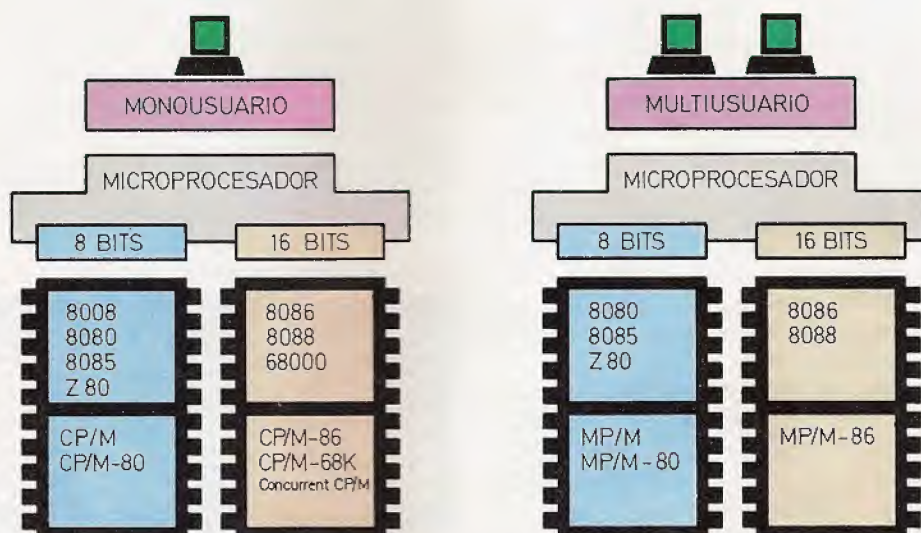 MONOUSUARIO
MICROPROCESADOR
8 BITS
16 BITS
8008
8080
8085
Z 80
8086
8088
68000
CP/M
CP/M-80
CP/M-86
CP/M-68K
Concurrent CP/M
MULTIUSUARIO
MICROPROCESADOR
8 BITS
16 BITS
8080
8085
Z 80
8086
8088
MP/M
MP/M-80
MP/M-86